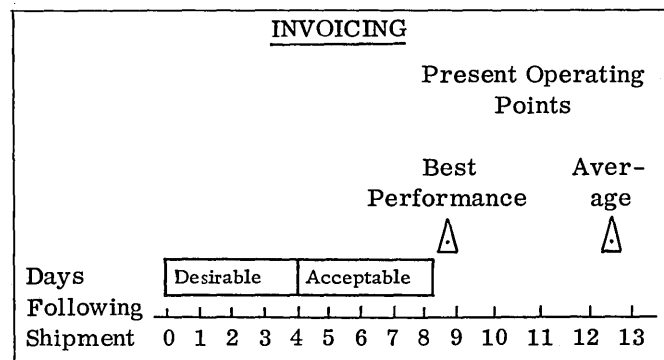 INVOICING
Present Operating
Points
Best
Performance
Aver-
age
Days
Following
Shipment
Desirable
Acceptable
0 1 2 3 4 5 6 7 8 9 10 11 12 13